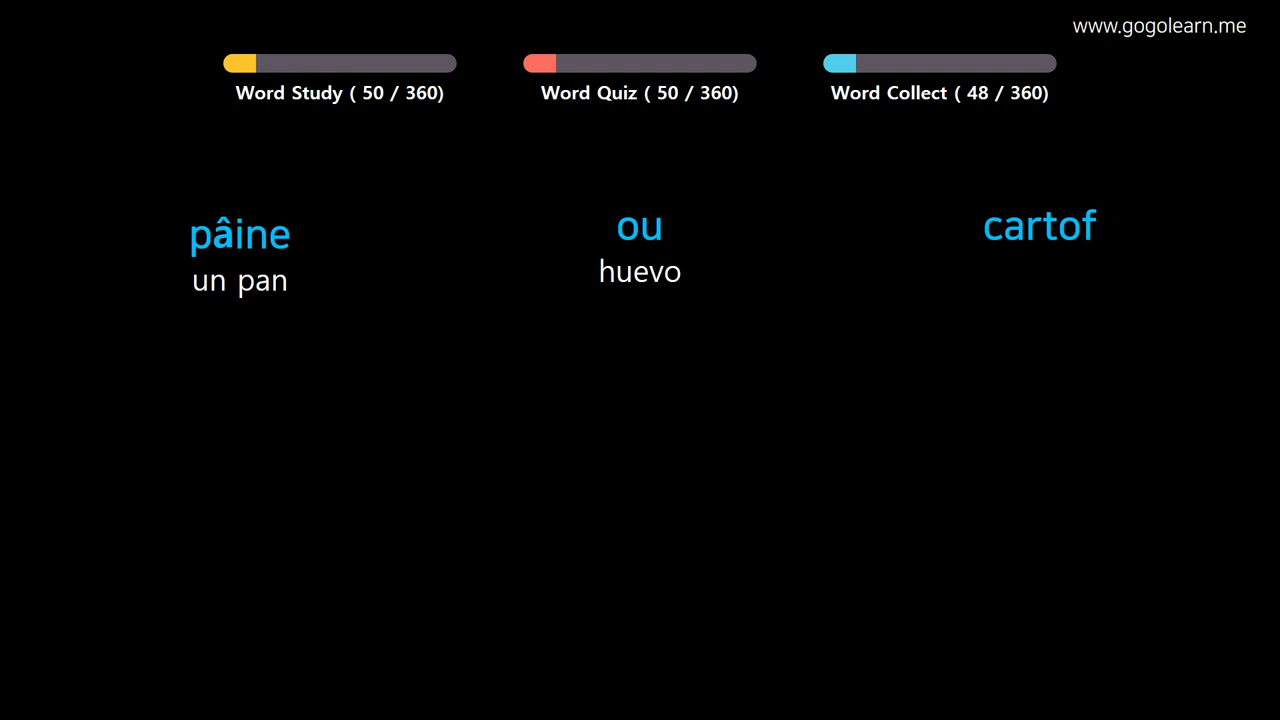 www.gogolearn.me
Word Study ( 50 / 360)
Word Quiz ( 50 / 360)
Word Collect ( 48 / 360)
pâine
un pan
ou
huevo
cartof